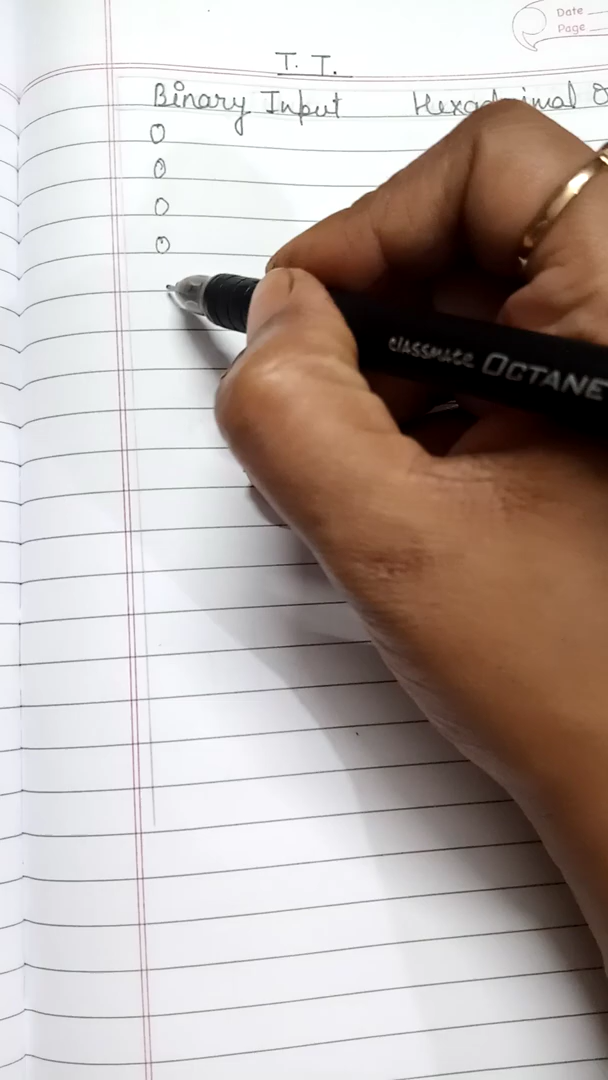 Date
Page
T. T.
Binary Input
0
0
0
0
classmate OCTANE